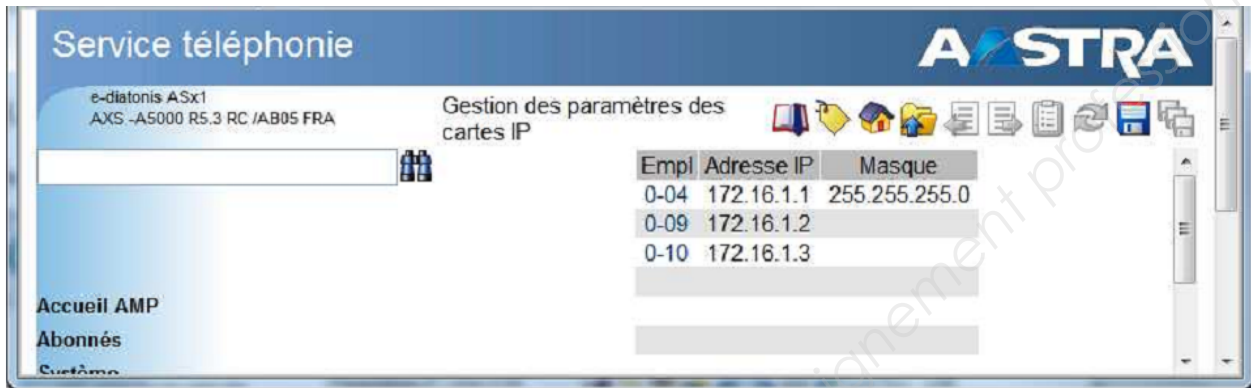 Service téléphonie
AASTRA
e-diatonis ASx1
AXS -A5000 R5.3 RC /AB05 FRA
Gestion des paramètres des
cartes IP
Empl Adresse IP Masque
0-04 172.16.1.1 255.255.255.0
0-09 172.16.1.2
0-10 172.16.1.3
Accueil AMP
Abonnés